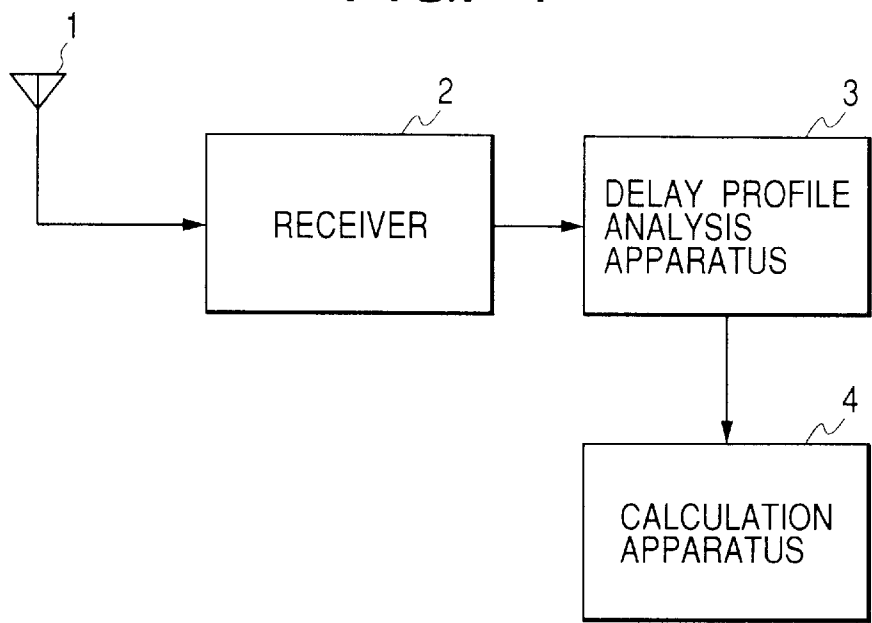 1
2
RECEIVER
3
DELAY PROFILE
ANALYSIS
APPARATUS
4
CALCULATION
APPARATUS